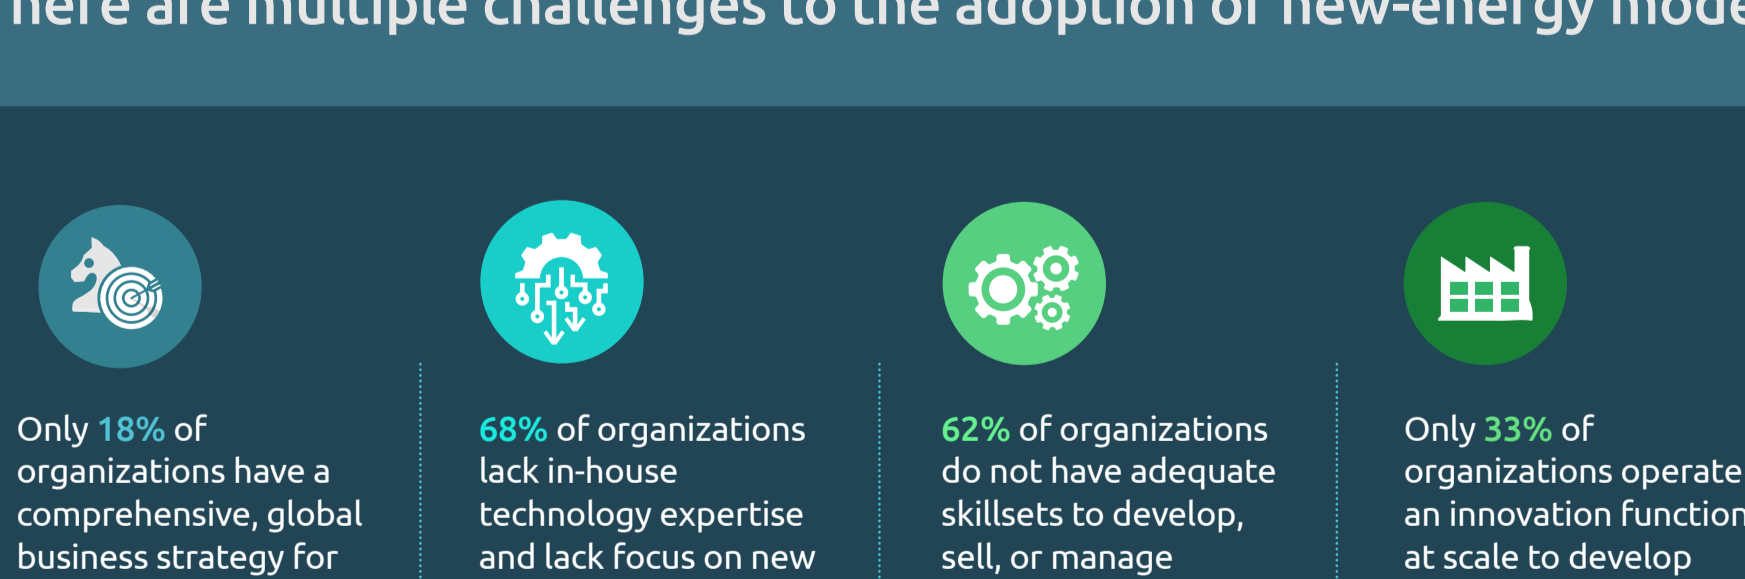 here are multiple challenges to the adoption of new-energy mode
Only 18% of
organizations have a
comprehensive, global
business strategy for
68% of organizations
lack in-house
technology expertise
and lack focus on new
62% of organizations
do not have adequate
skillsets to develop,
sell, or manage
Only 33% of
organizations operate
an innovation function
at scale to develop